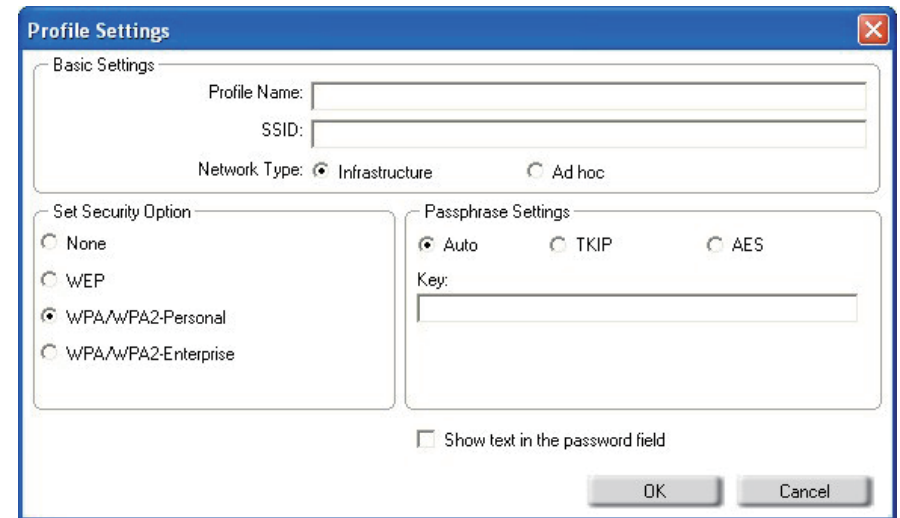 Profile Settings
Basic Settings
Profile Name:
SSID:
Network Type: Infrastructure Ad hoc
Set Security Option
None
WEP
WPA/WPA2-Personal
WPA/WPA2-Enterprise
Passphrase Settings
Auto TKIP AES
Key:
Show text in the password field
OK Cancel